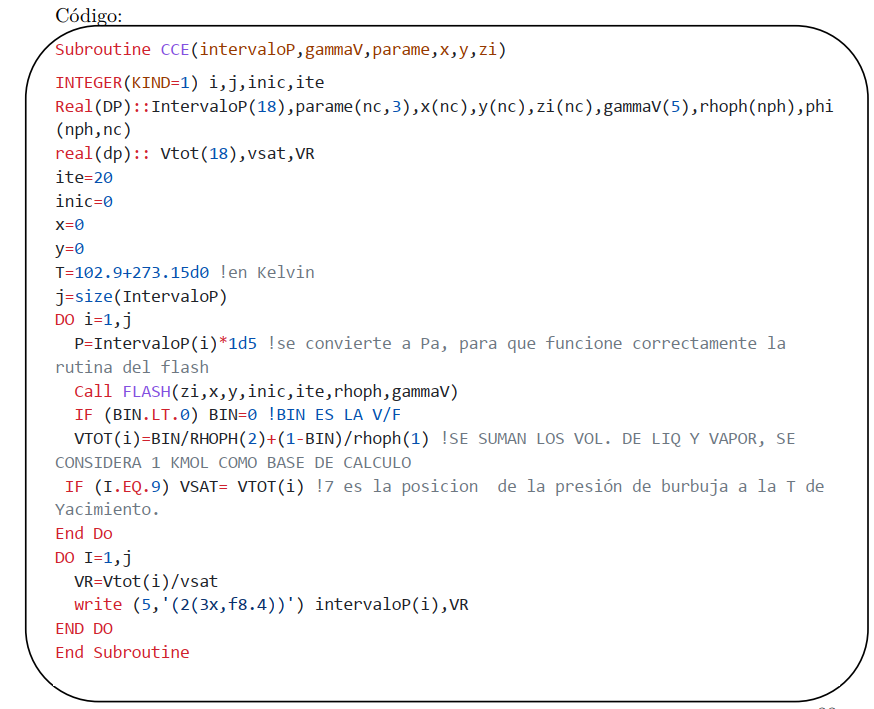 Código:
Subroutine CCE(intervaloP,gammaV,parame,x,y,zi)
INTEGER(KIND=1) i,j,inic,ite
Real(DP)::IntervaloP(18),parame(nc,3),x(nc),y(nc),zi(nc),gammaV(5),rhoph(nph),phi
(nph,nc)
real(dp):: Vtot(18),vsat,VR
ite=20
inic=0
x=0
y=0
T=102.9+273.15d0 !en Kelvin
j=size(IntervaloP)
DO i=1,j
P=IntervaloP(i)*1d5 !se convierte a Pa, para que funcione correctamente la
rutina del flash
Call FLASH(zi,x,y,inic,ite,rhoph,gammaV)
IF (BIN.LT.0) BIN=0 !BIN ES LA V/F
VTOT(i)=BIN/RHOPH(2)+(1-BIN)/rhoph(1) !SE SUMAN LOS VOL. DE LIQ Y VAPOR, SE
CONSIDERA 1 KMOL COMO BASE DE CALCULO
IF (I.EQ.9) VSAT= VTOT(i) !7 es la posicion  de la presión de burbuja a la T de
Yacimiento.
End Do
DO I=1,j
VR=Vtot(i)/vsat
write (5,'(2(3x,f8.4))') intervaloP(i),VR
END DO
End Subroutine